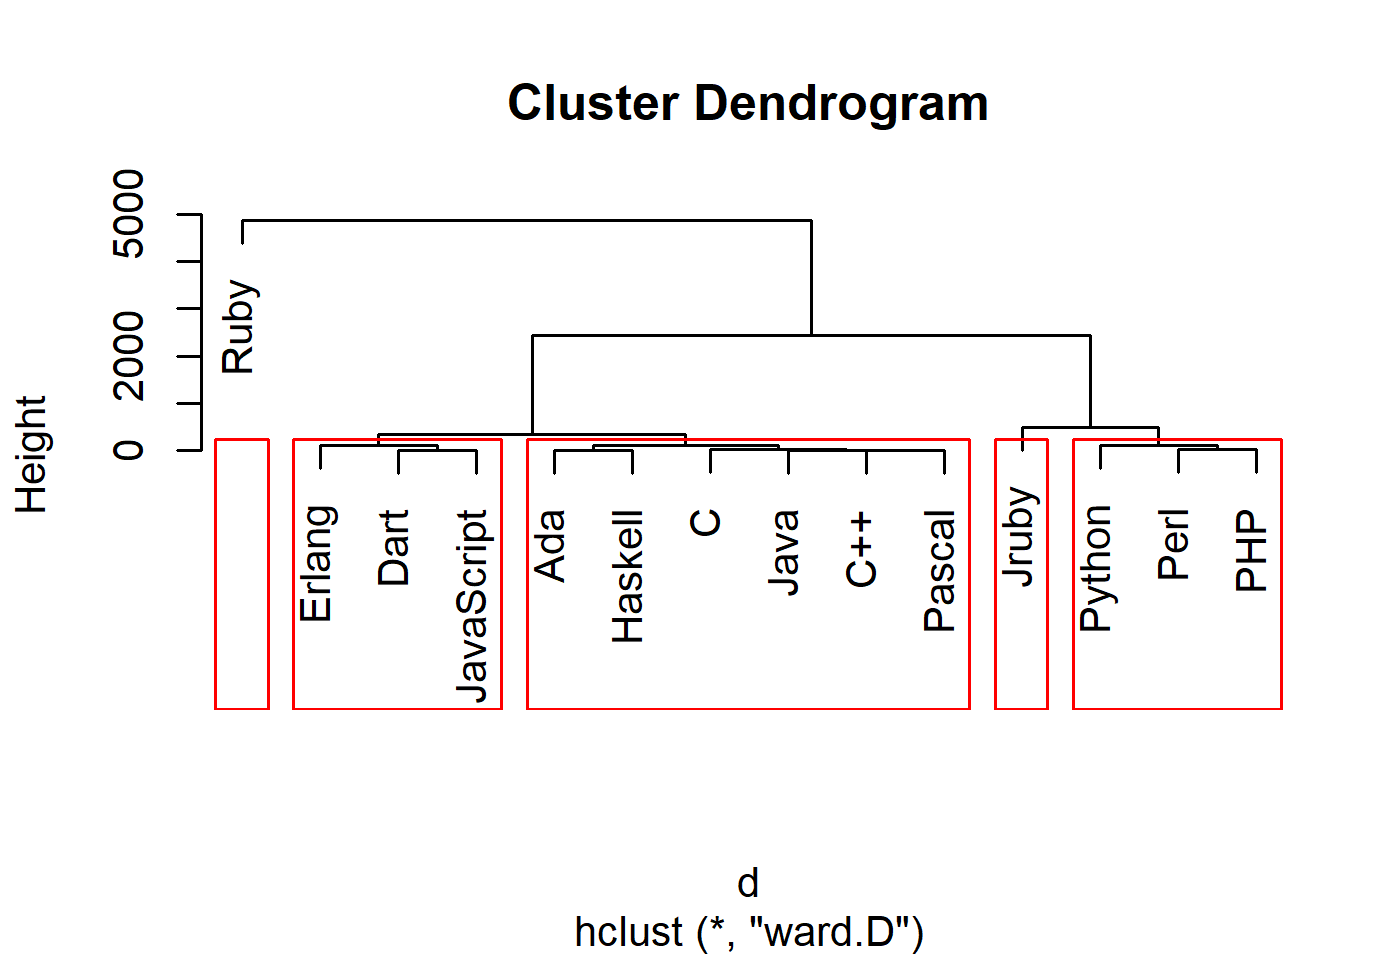 Cluster Dendrogram
Height
5000
2000
0
Ruby
Erlang
Dart
JavaScript
Ada
Haskell
C
Java
C++
Pascal
Jruby
Python
Perl
PHP
d
hclust (*, "ward.D")